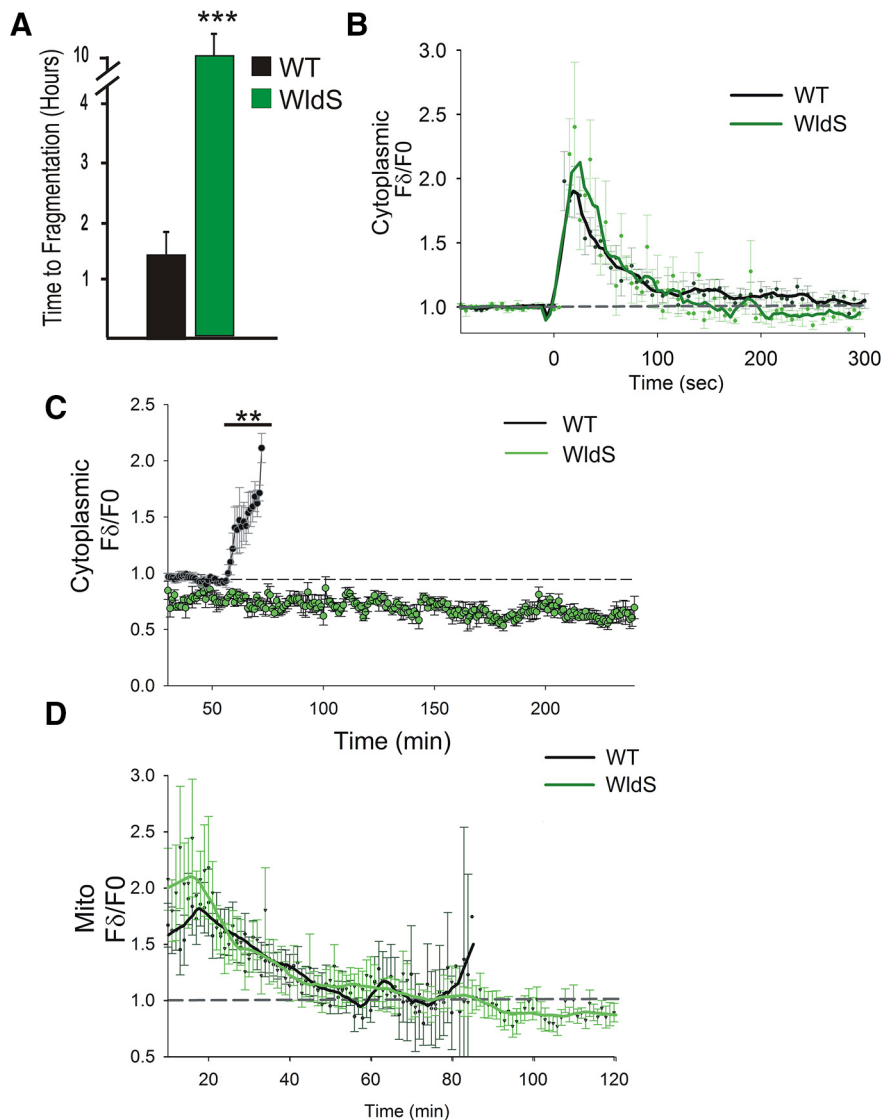 A
Time to Fragmentation (Hours)
10
4
3
2
1
***
WT
WldS
B
Cytoplasmic
Fδ/F0
3.0
2.5
2.0
1.5
1.0
WT
WldS
0
100
200
300
Time (sec)
C
Cytoplasmic
Fδ/F0
2.5
2.0
1.5
1.0
0.5
0.0
**
WT
WldS
50
100
150
200
Time (min)
D
Mito
Fδ/F0
3.0
2.5
2.0
1.5
1.0
0.5
WT
WldS
20
40
60
80
100
120
Time (min)